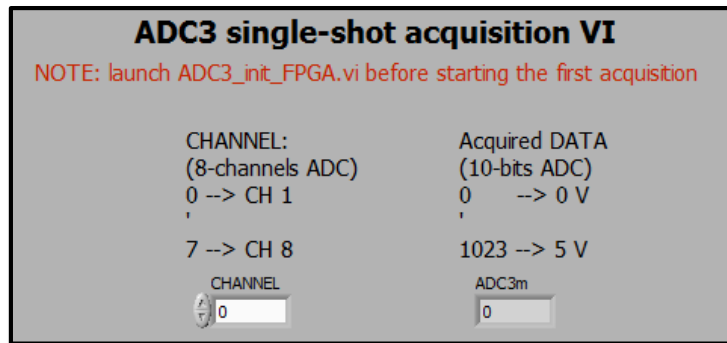 ADC3 single-shot acquisition VI
NOTE: launch ADC3_init_FPGA.vi before starting the first acquisition
CHANNEL:
(8-channels ADC)
0 --> CH 1
'
7 --> CH 8
CHANNEL
0
Acquired DATA
(10-bits ADC)
0 --> 0 V
'
1023 --> 5 V
ADC3m
0